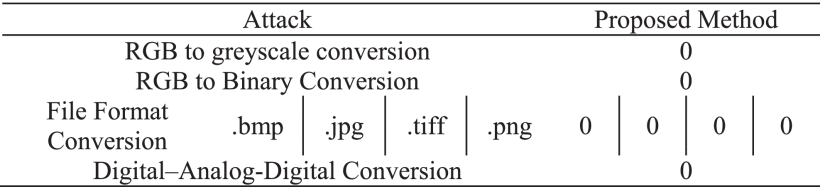 Attack Proposed Method
RGB to greyscale conversion 0
RGB to Binary Conversion 0
File Format Conversion .bmp .jpg .tiff .png 0 0 0 0
Digital–Analog-Digital Conversion 0